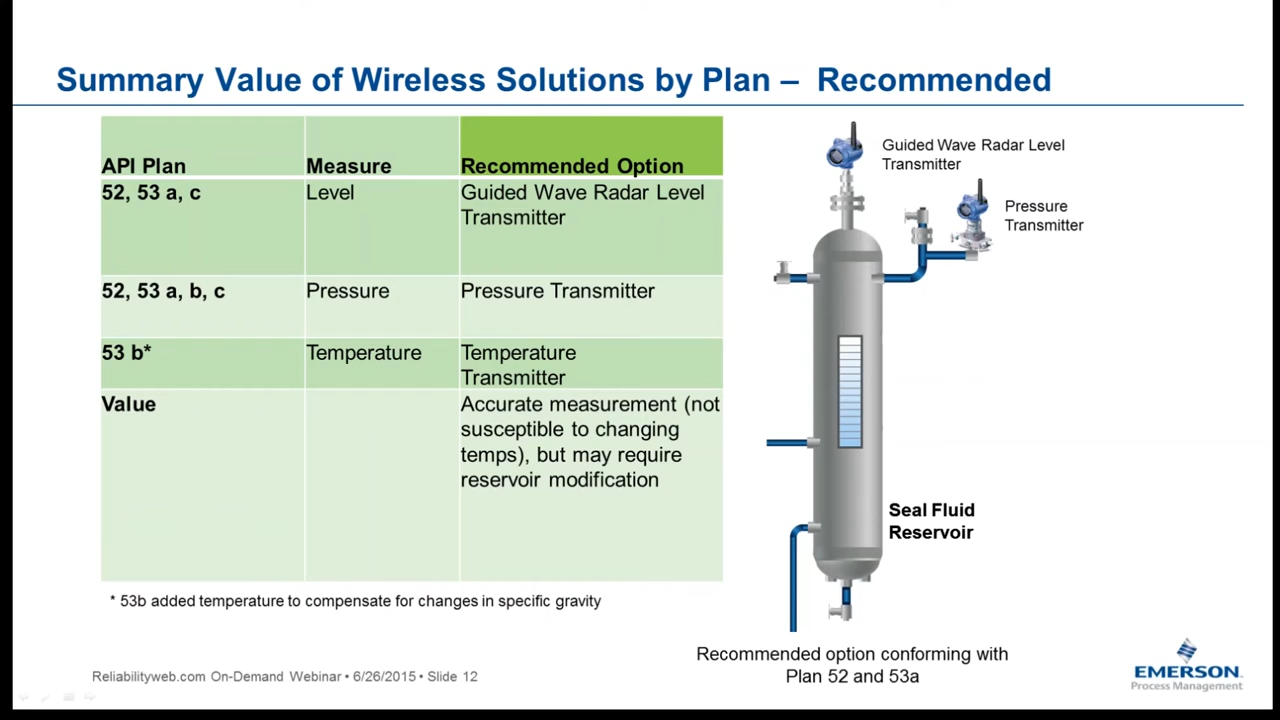 Summary Value of Wireless Solutions by Plan – Recommended
API Plan Measure Recommended Option
52, 53 a, c Level Guided Wave Radar Level
Transmitter
52, 53 a, b, c Pressure Pressure Transmitter
53 b* Temperature Temperature
Transmitter
Value Accurate measurement (not
susceptible to changing
temps), but may require
reservoir modification
* 53b added temperature to compensate for changes in specific gravity
Guided Wave Radar Level
Transmitter
Pressure
Transmitter
Seal Fluid
Reservoir
Recommended option conforming with
Plan 52 and 53a
Reliabilityweb.com On-Demand Webinar • 6/26/2015 • Slide 12
EMERSON.
Process Management